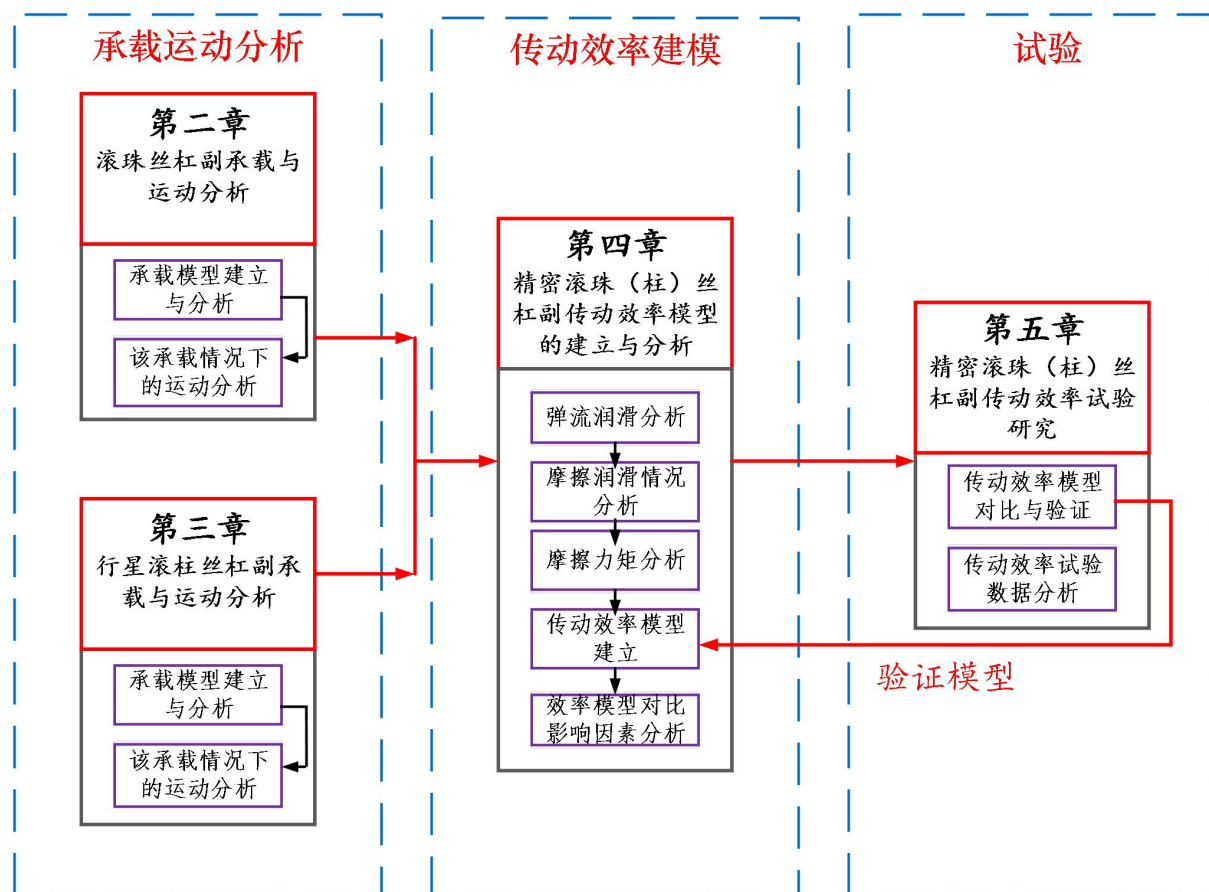 承载运动分析
第二章
滚珠丝杠副承载与
运动分析
承载模型建立
与分析
该承载情况下
的运动分析
第三章
行星滚柱丝杠副承
载与运动分析
承载模型建立
与分析
该承载情况下
的运动分析
传动效率建模
第四章
精密滚珠（柱）丝
杠副传动效率模型
的建立与分析
弹流润滑分析
摩擦润滑情况
分析
摩擦力矩分析
传动效率模型
建立
效率模型对比
影响因素分析
试验
第五章
精密滚珠（柱）丝
杠副传动效率试验
研究
传动效率模型
对比与验证
传动效率试验
数据分析
验证模型